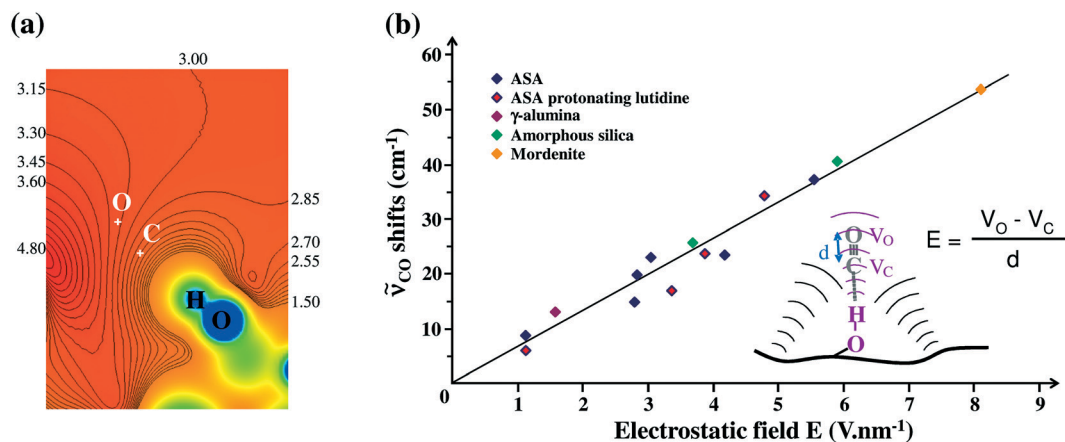 (a)
3.00
3.15
3.30
3.45
3.60
4.80
O
C
2.85
2.70
2.55
1.50
H
O
(b)
60
50
40
30
20
10
0
ṽCO shifts (cm-1)
ASA
ASA protonating lutidine
γ-alumina
Amorphous silica
Mordenite
O VO
d
C VC
H
O
E = VO - VC
d
1 2 3 4 5 6 7 8 9
Electrostatic field E (V.nm-1)